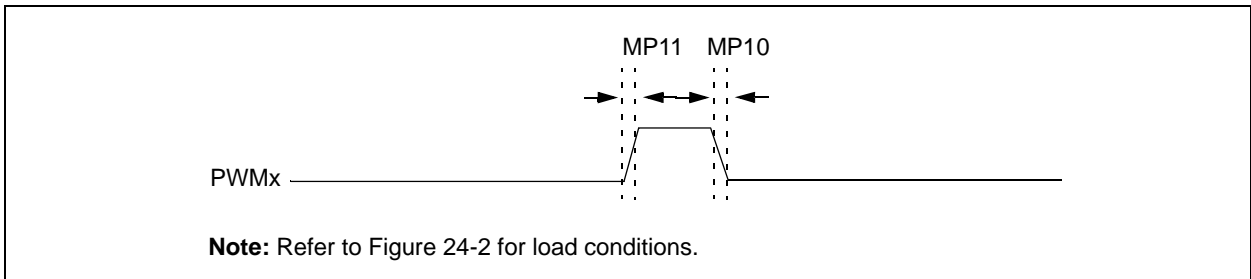 MP11 MP10
PWMx
Note: Refer to Figure 24-2 for load conditions.